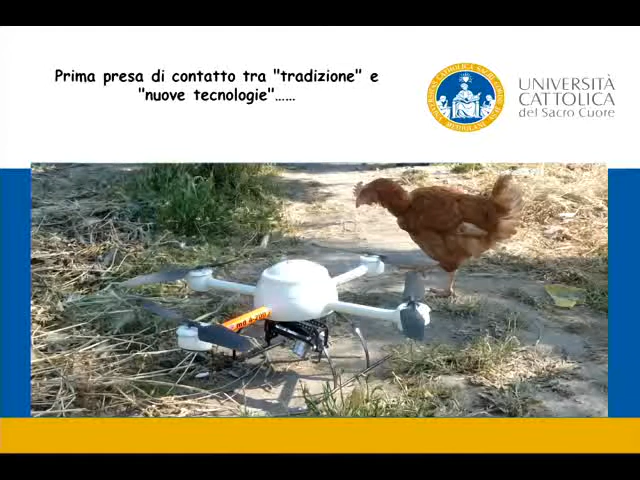 Prima presa di contatto tra "tradizione" e
"nuove tecnologie"......
UNIVERSITÀ
CATTOLICA
del Sacro Cuore